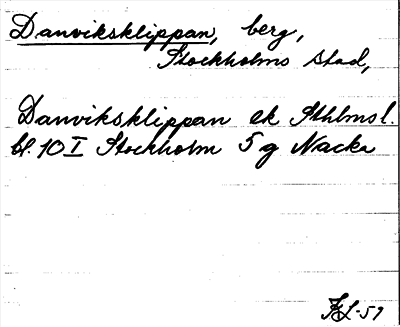 Danviksklippan, berg,
Stockholms stad,
Danviksklippan ek Sthlmsl.
bl. 10 I Stockholm 5 g Nacka